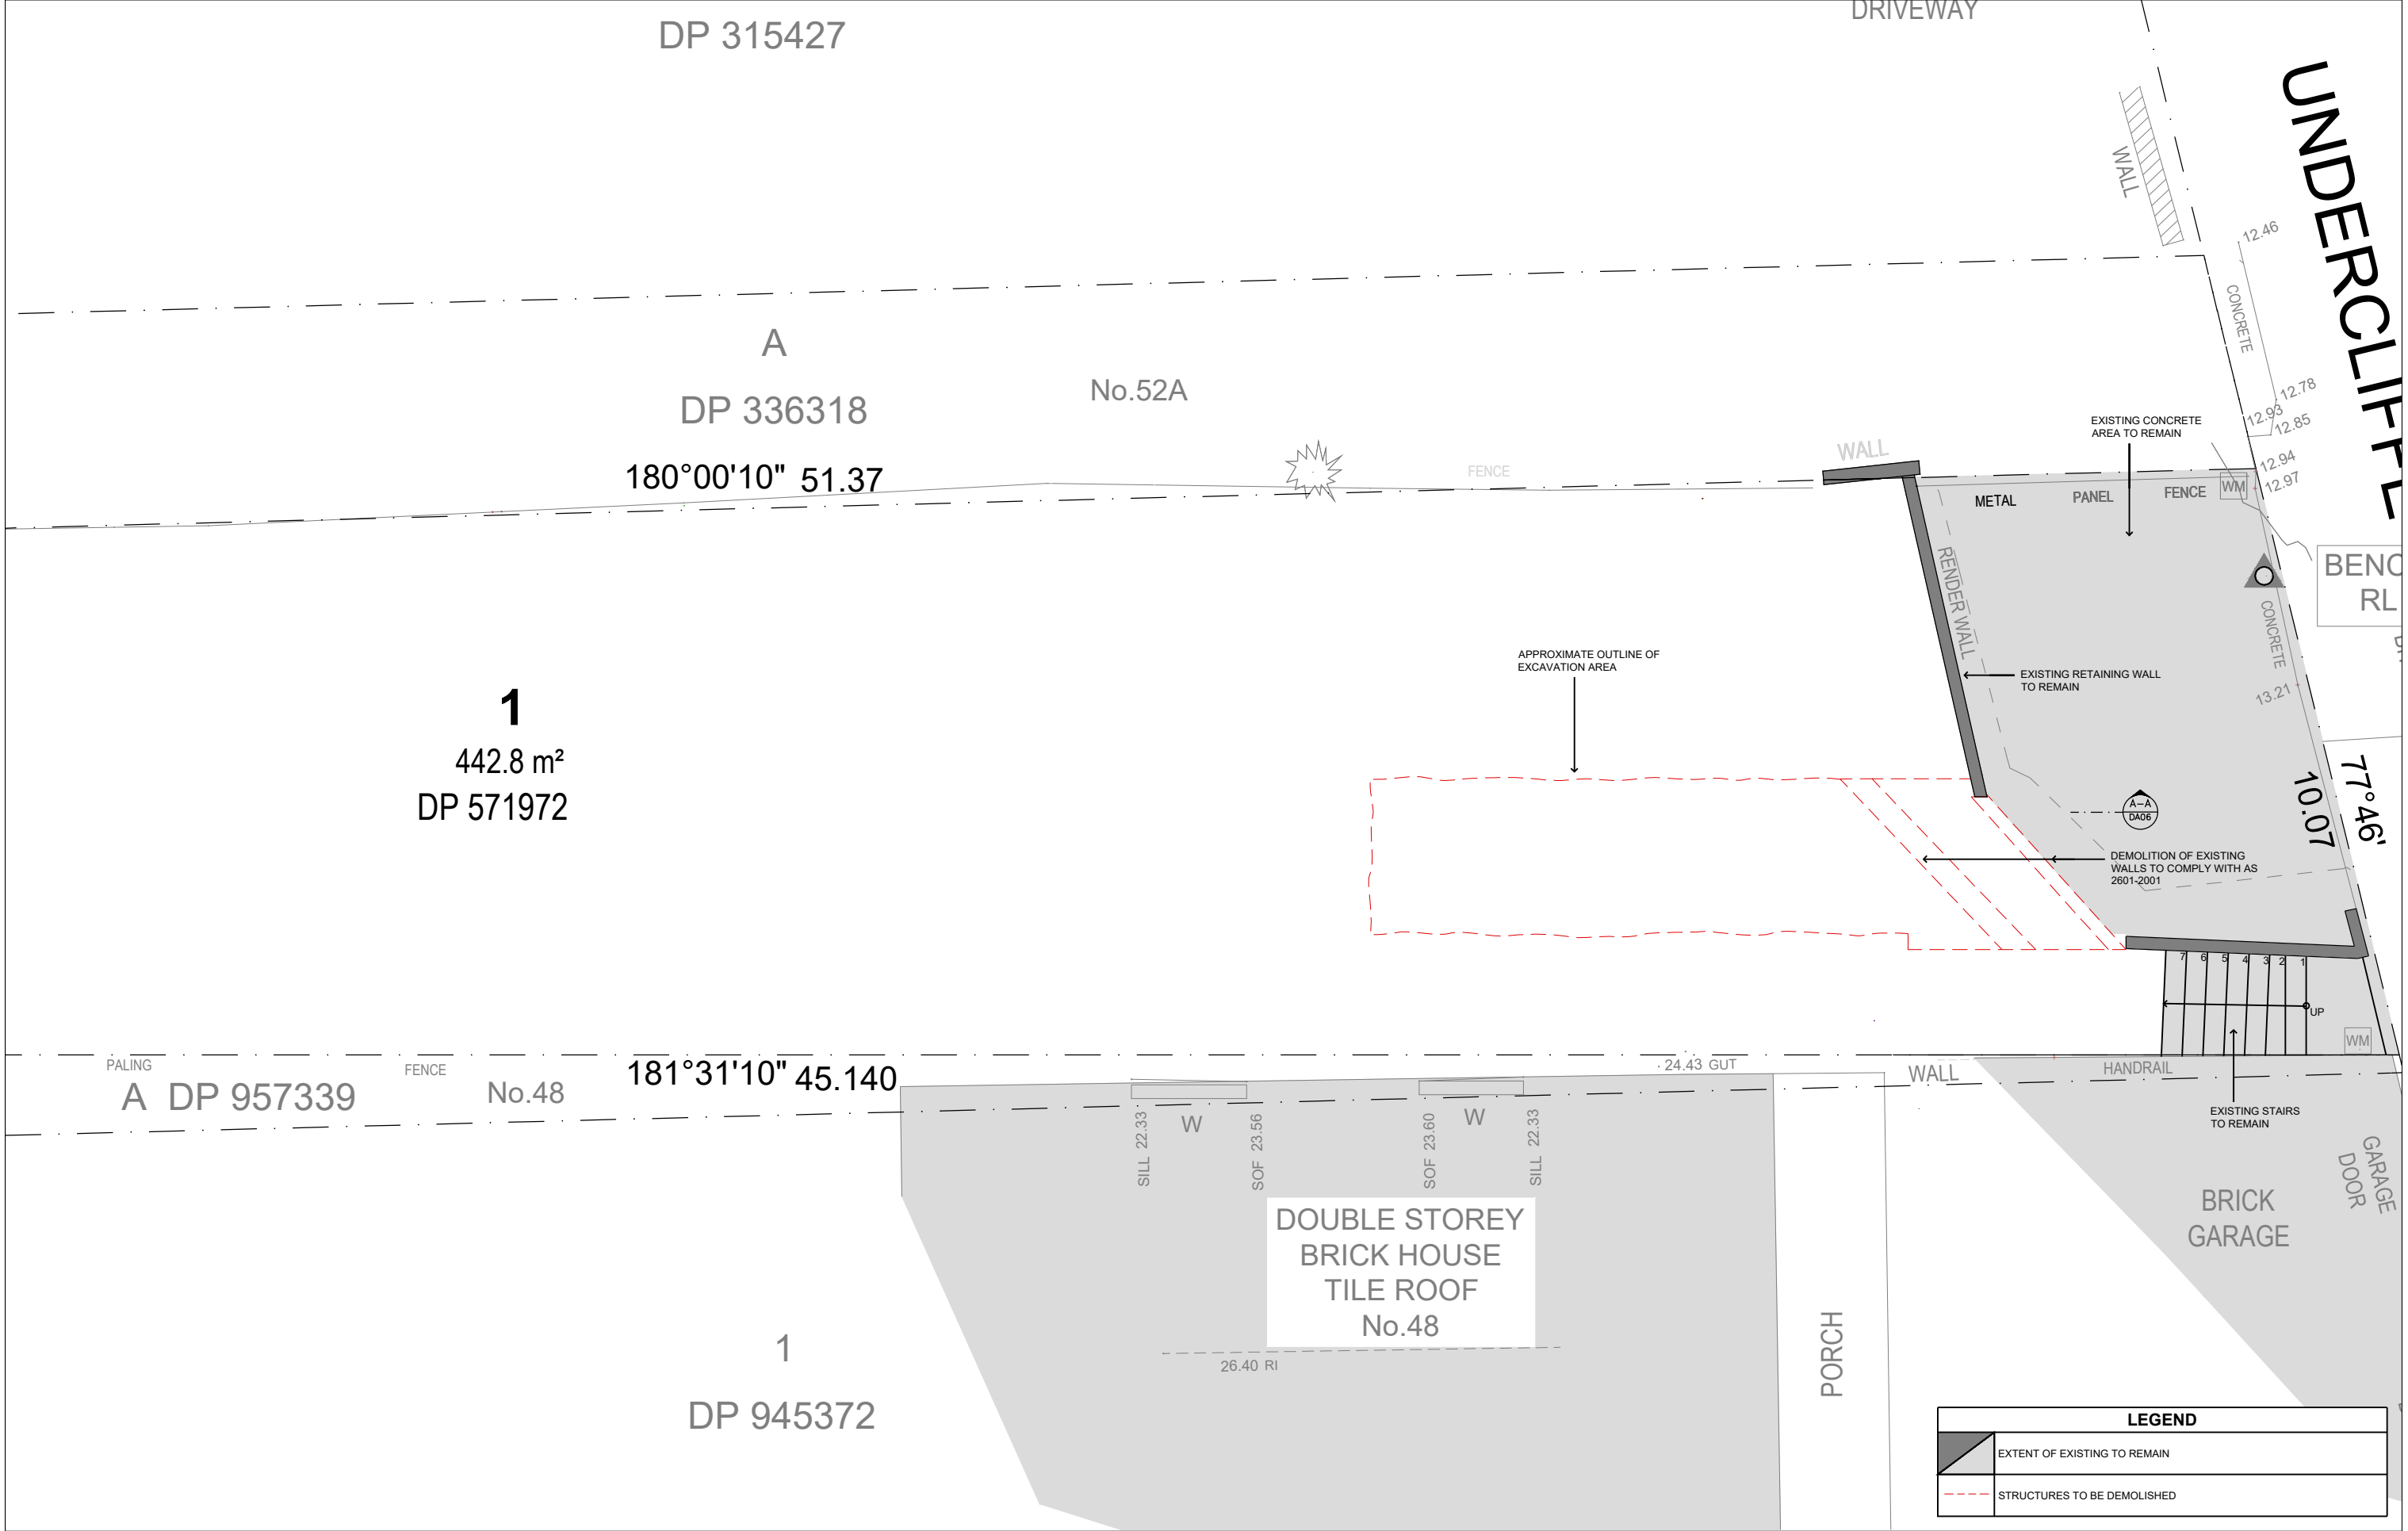 DP 315427
DRIVEWAY
WALL
12.46
CONCRETE
A
DP 336318
No.52A
180°00'10" 51.37
FENCE
WALL
EXISTING CONCRETE
AREA TO REMAIN
12.78
12.93
12.85
12.94
12.97
WM
METAL PANEL FENCE
RENDER WALL
CONCRETE
13.21
APPROXIMATE OUTLINE OF
EXCAVATION AREA
EXISTING RETAINING WALL
TO REMAIN
1
442.8 m²
DP 571972
A-A
DA06
77°46'
10.07
DEMOLITION OF EXISTING
WALLS TO COMPLY WITH AS
2601-2001
7 6 5 4 3 2 1
UP
WM
PALING FENCE
A DP 957339
No.48
181°31'10" 45.140
24.43 GUT
WALL
HANDRAIL
EXISTING STAIRS
TO REMAIN
SILL 22.33
W
SOF 23.56
SOF 23.60
W
SILL 22.33
DOUBLE STOREY
BRICK HOUSE
TILE ROOF
No.48
26.40 RI
PORCH
BRICK
GARAGE
GARAGE
DOOR
1
DP 945372
LEGEND
EXTENT OF EXISTING TO REMAIN
STRUCTURES TO BE DEMOLISHED
RL